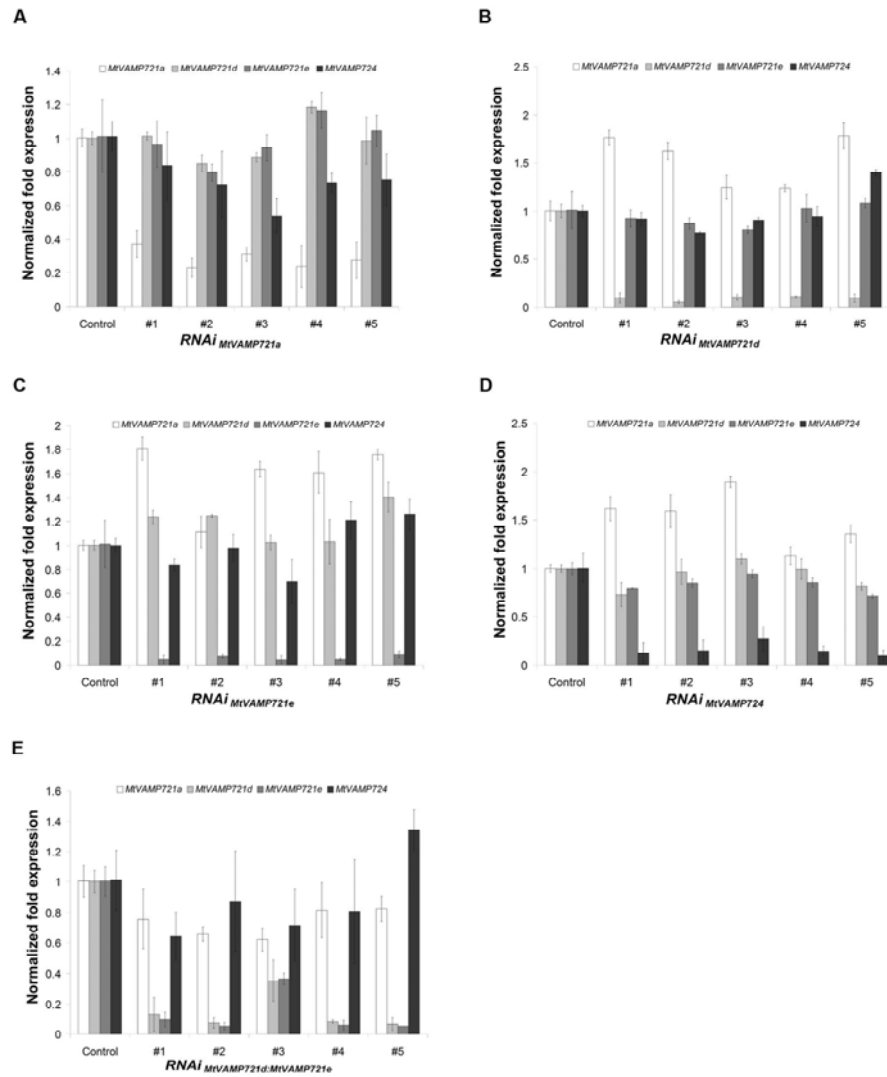 A
MtVAMP721a MtVAMP721d MtVAMP721e MtVAMP724
Normalized fold expression
1.4
1.2
1
0.8
0.6
0.4
0.2
0
Control #1 #2 #3 #4 #5
RNAi MtVAMP721a
B
MtVAMP721a MtVAMP721d MtVAMP721e MtVAMP724
Normalized fold expression
2.5
2
1.5
1
0.5
0
Control #1 #2 #3 #4 #5
RNAi MtVAMP721d
C
MtVAMP721a MtVAMP721d MtVAMP721e MtVAMP724
Normalized fold expression
2
1.8
1.6
1.4
1.2
1
0.8
0.6
0.4
0.2
0
Control #1 #2 #3 #4 #5
RNAi MtVAMP721e
D
MtVAMP721a MtVAMP721d MtVAMP721e MtVAMP724
Normalized fold expression
2.5
2
1.5
1
0.5
0
Control #1 #2 #3 #4 #5
RNAi MtVAMP724
E
MtVAMP721a MtVAMP721d MtVAMP721e MtVAMP724
Normalized fold expression
1.6
1.4
1.2
1
0.8
0.6
0.4
0.2
0
Control #1 #2 #3 #4 #5
RNAi MtVAMP721d:MtVAMP721e